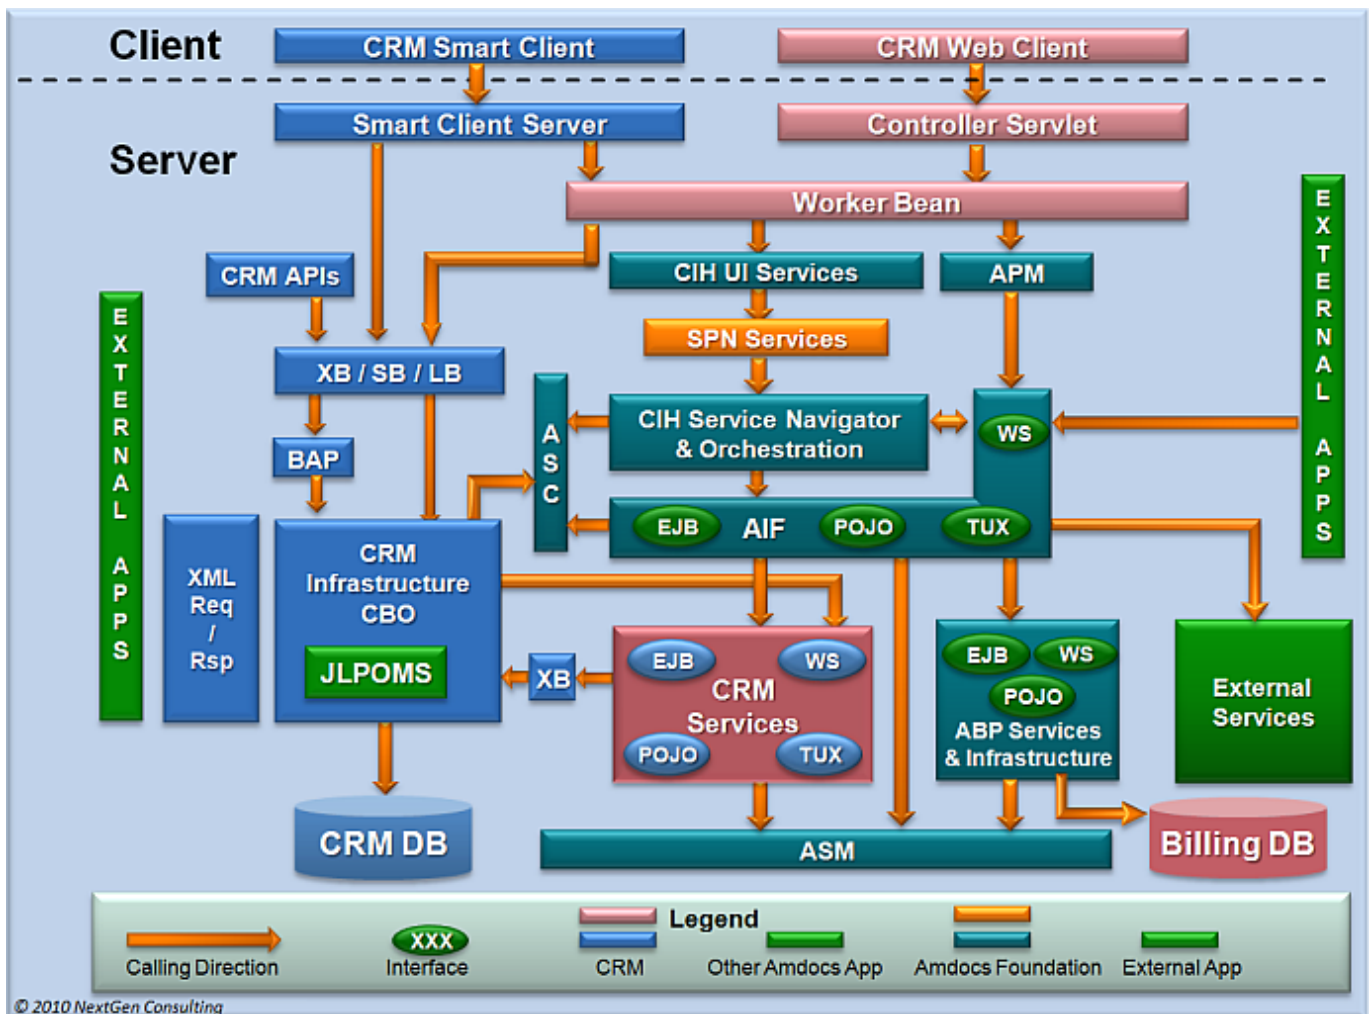 Client
CRM Smart Client
CRM Web Client
Smart Client Server
Controller Servlet
Server
Worker Bean
EXTERNAL APPS
CRM APIs
CIH UI Services
APM
EXTERNAL APPS
SPN Services
XB / SB / LB
ASC
CIH Service Navigator
& Orchestration
WS
BAP
EJB
AIF
POJO
TUX
XML
Req
/
Rsp
CRM
Infrastructure
CBO
JLPOMS
XB
EJB
WS
CRM
Services
POJO
TUX
EJB
WS
POJO
ABP Services
& Infrastructure
External
Services
CRM DB
ASM
Billing DB
Legend
XXX
Calling Direction
Interface
CRM
Other Amdocs App
Amdocs Foundation
External App
© 2010 NextGen Consulting